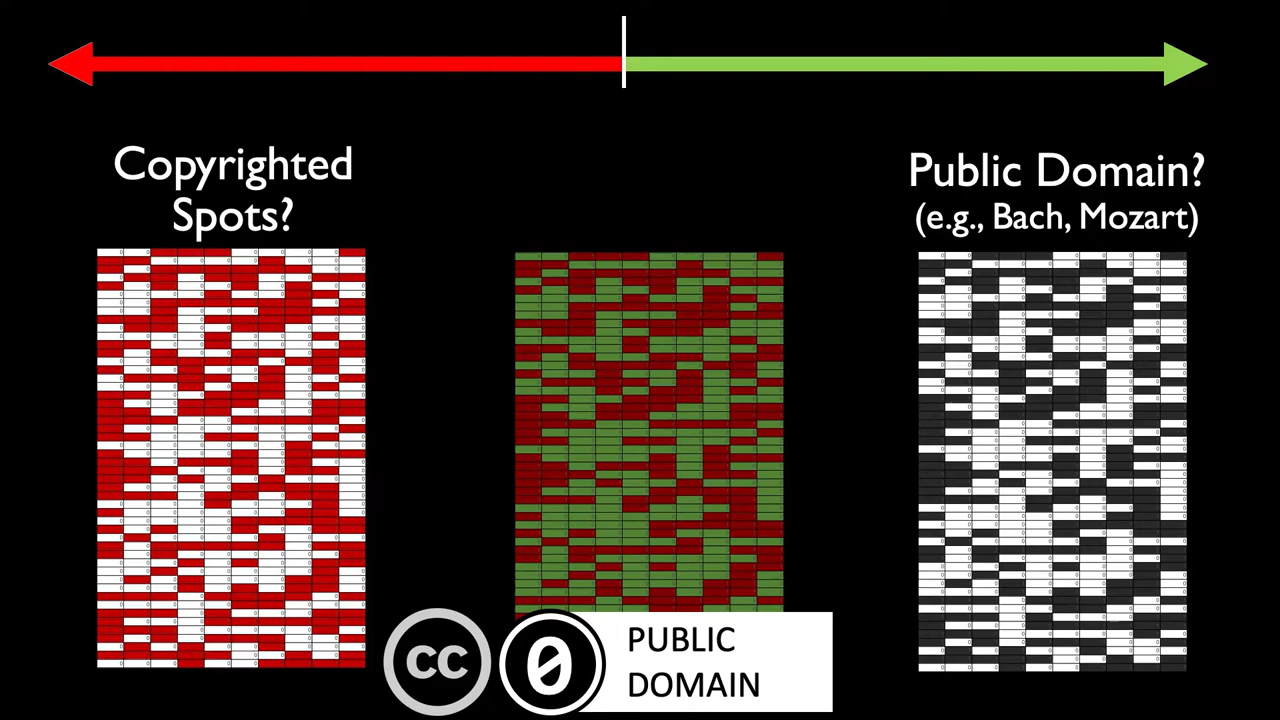 Copyrighted
Spots?
Public Domain?
(e.g., Bach, Mozart)
cc
0
PUBLIC
DOMAIN